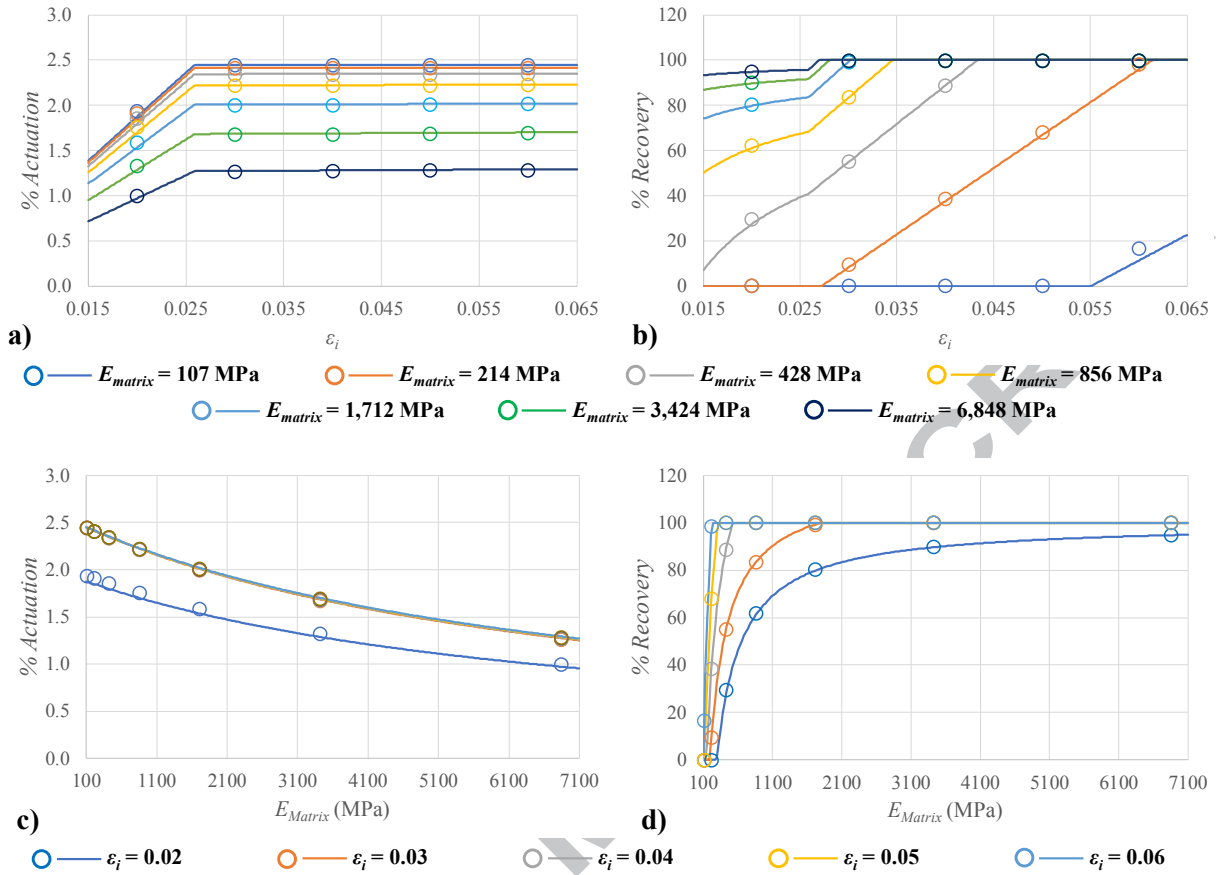 3.0
2.5
2.0
1.5
1.0
0.5
0.0
% Actuation
0.015 0.025 0.035 0.045 0.055 0.065
a)
εi
120
100
80
60
40
20
0
% Recovery
0.015 0.025 0.035 0.045 0.055 0.065
b)
εi
Ematrix = 107 MPa Ematrix = 214 MPa Ematrix = 428 MPa Ematrix = 856 MPa
Ematrix = 1,712 MPa Ematrix = 3,424 MPa Ematrix = 6,848 MPa
3.0
2.5
2.0
1.5
1.0
0.5
0.0
% Actuation
100 1100 2100 3100 4100 5100 6100 7100
EMatrix (MPa)
c)
120
100
80
60
40
20
0
% Recovery
100 1100 2100 3100 4100 5100 6100 7100
EMatrix (MPa)
d)
εi = 0.02 εi = 0.03 εi = 0.04 εi = 0.05 εi = 0.06